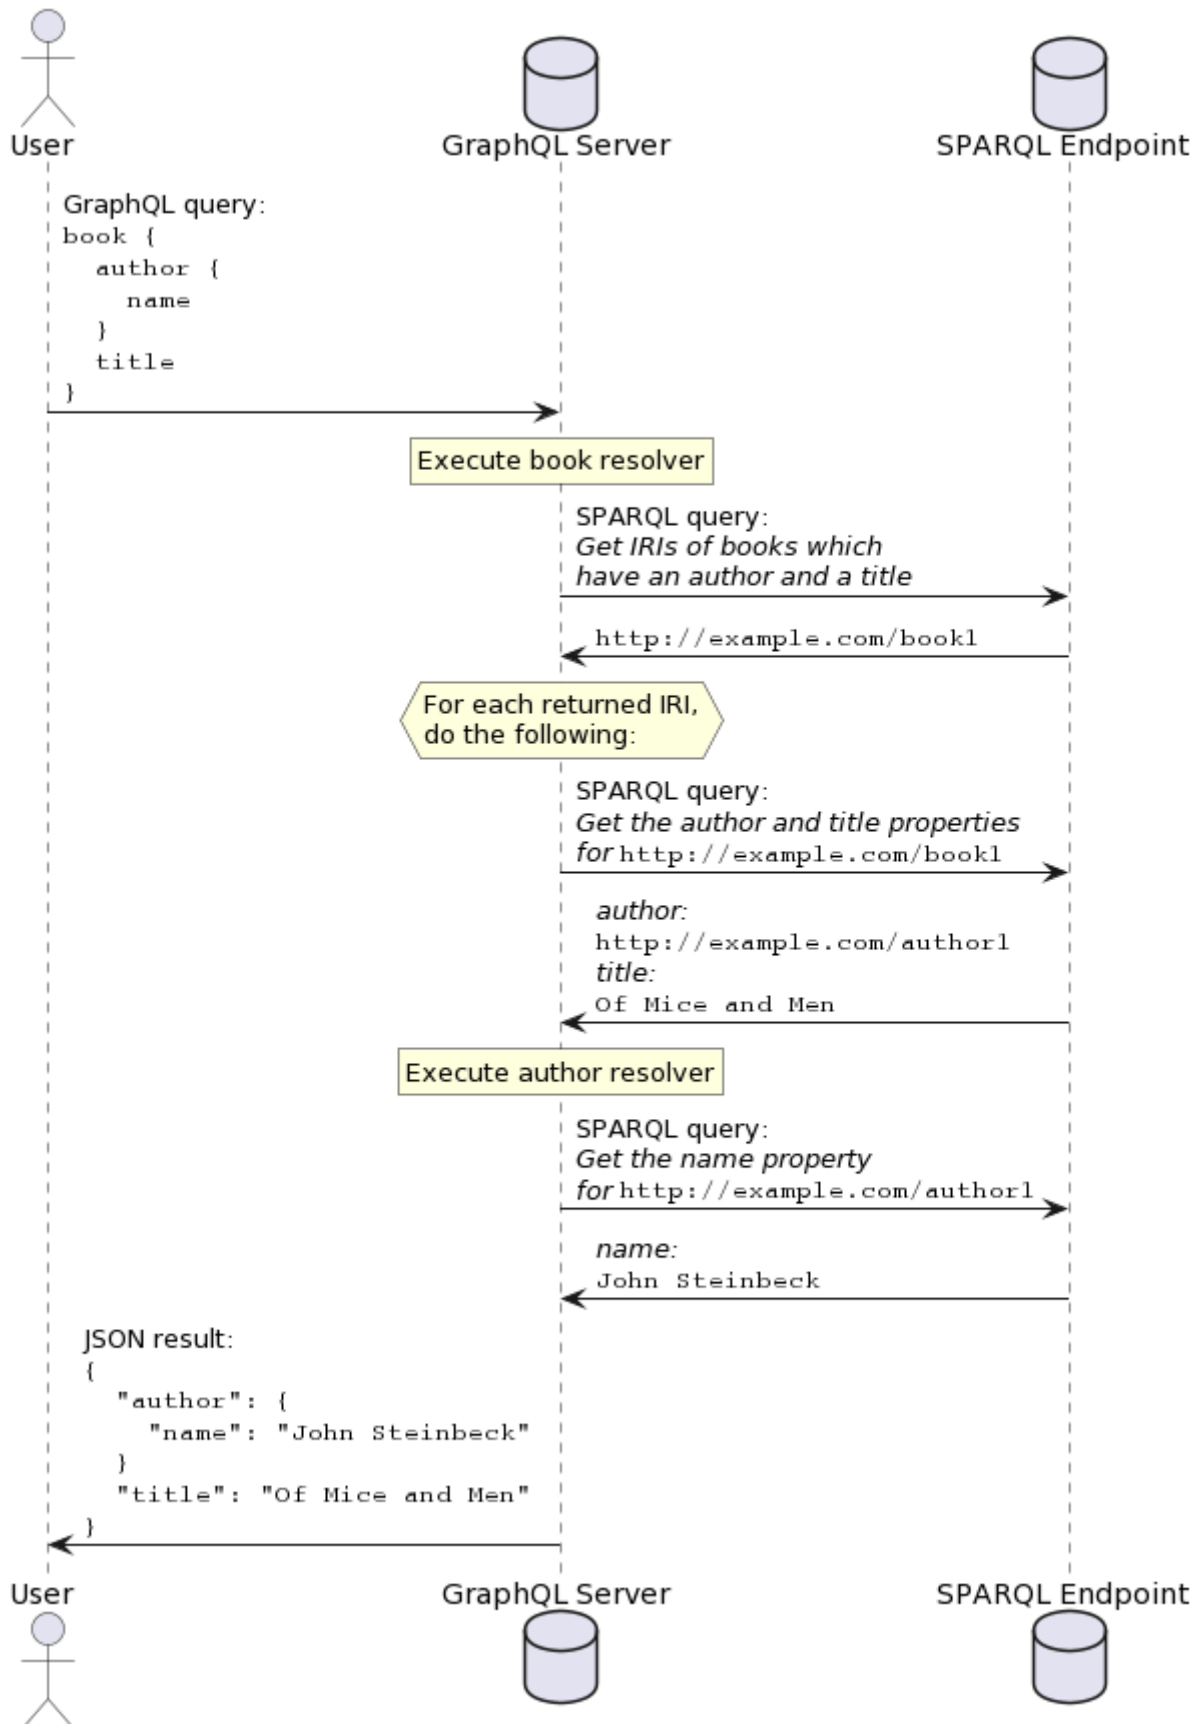 User
GraphQL Server
SPARQL Endpoint
GraphQL query:
book {
  author {
    name
  }
  title
}
Execute book resolver
SPARQL query:
Get IRIs of books which
have an author and a title
http://example.com/book1
For each returned IRI,
do the following:
SPARQL query:
Get the author and title properties
for http://example.com/book1
author:
http://example.com/author1
title:
Of Mice and Men
Execute author resolver
SPARQL query:
Get the name property
for http://example.com/author1
name:
John Steinbeck
JSON result:
{
  "author": {
    "name": "John Steinbeck"
  }
  "title": "Of Mice and Men"
}
User
GraphQL Server
SPARQL Endpoint